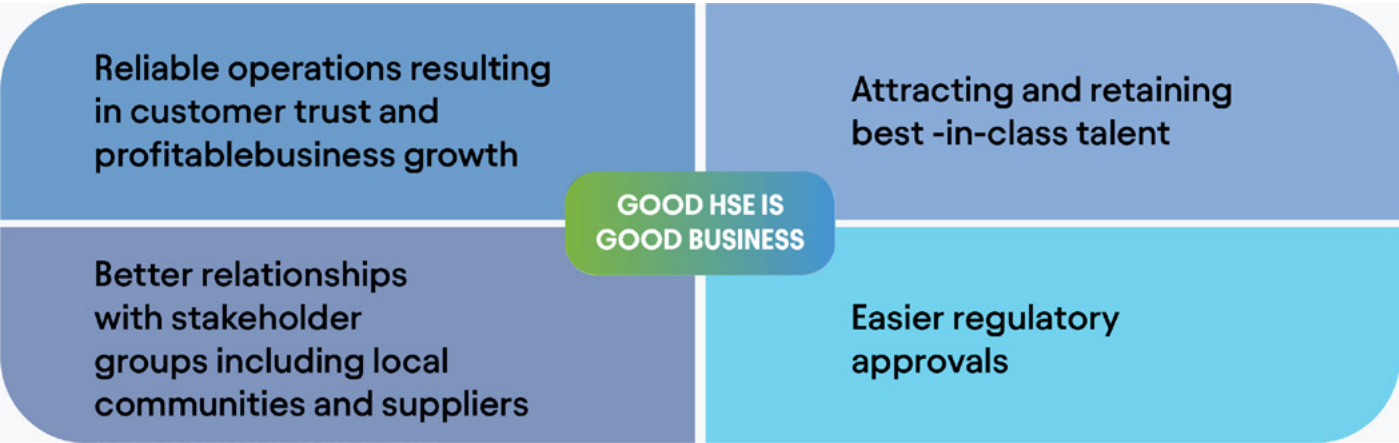 Reliable operations resulting
in customer trust and
profitablebusiness growth
Attracting and retaining
best -in-class talent
GOOD HSE IS
GOOD BUSINESS
Better relationships
with stakeholder
groups including local
communities and suppliers
Easier regulatory
approvals